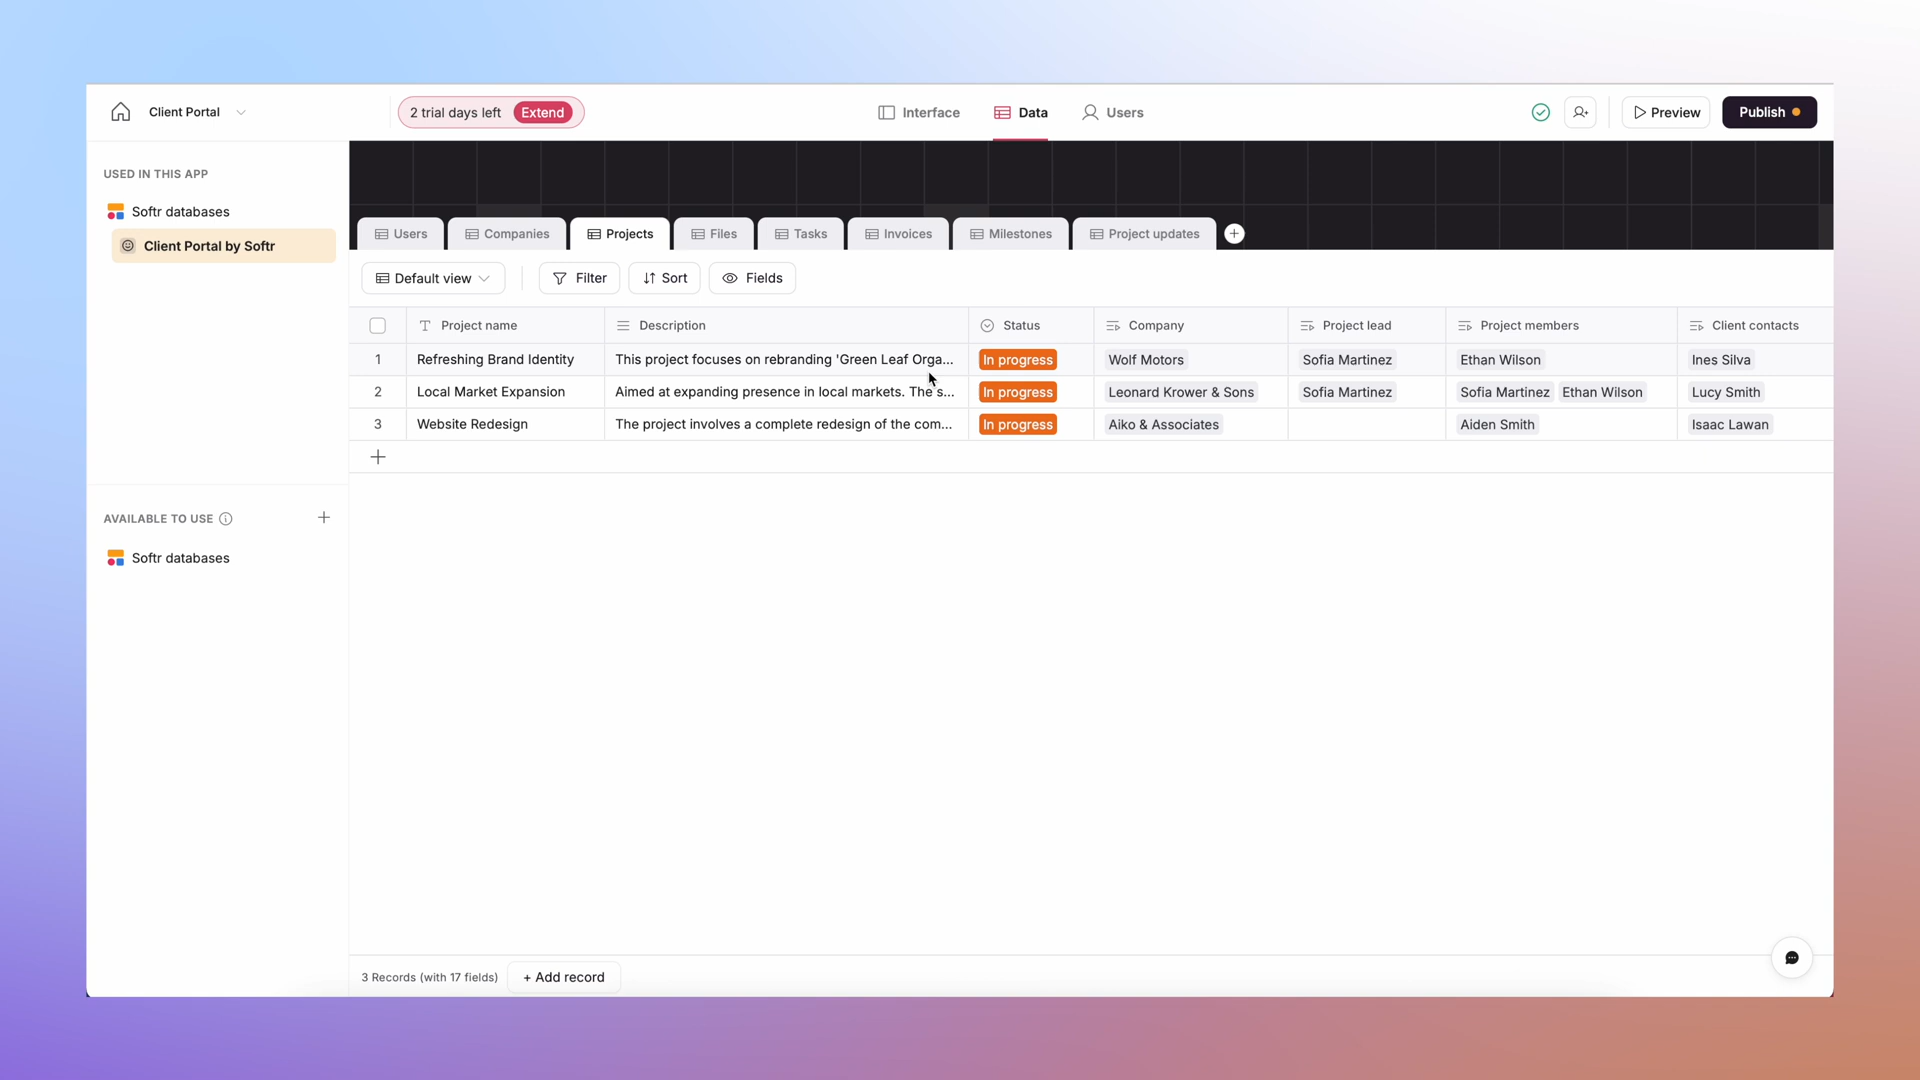 Client Portal
2 trial days left Extend
Interface Data Users
Preview Publish
USED IN THIS APP
Softr databases
Client Portal by Softr
AVAILABLE TO USE
Softr databases
Users Companies Projects Files Tasks Invoices Milestones Project updates
Default view Filter Sort Fields
Project name Description Status Company Project lead Project members Client contacts
1 Refreshing Brand Identity This project focuses on rebranding 'Green Leaf Orga... In progress Wolf Motors Sofia Martinez Ethan Wilson Ines Silva
2 Local Market Expansion Aimed at expanding presence in local markets. The s... In progress Leonard Krower & Sons Sofia Martinez Sofia Martinez Ethan Wilson Lucy Smith
3 Website Redesign The project involves a complete redesign of the com... In progress Aiko & Associates Aiden Smith Isaac Lawan
3 Records (with 17 fields) + Add record